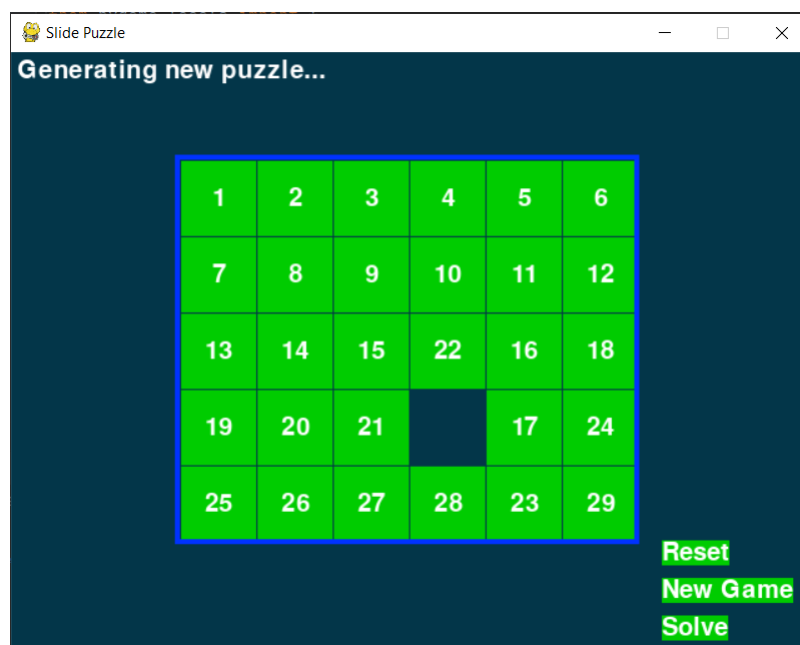 Slide Puzzle
Generating new puzzle...
1 2 3 4 5 6
7 8 9 10 11 12
13 14 15 22 16 18
19 20 21 17 24
25 26 27 28 23 29
Reset
New Game
Solve